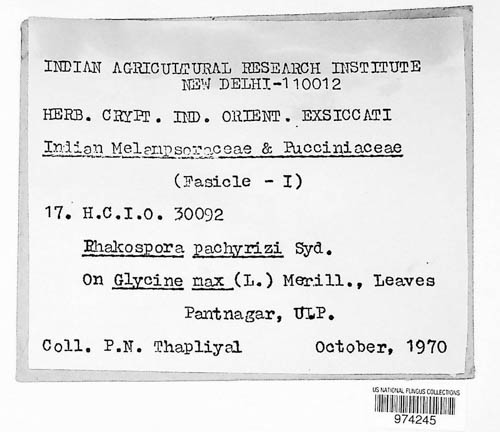 INDIAN AGRICULTURAL RESEARCH INSTITUTE
NEW DELHI-110012
HERB. CRYPT. IND. ORIENT. EXSICCATI
Indian Melampsoraceae & Pucciniaceae
(Fasicle - I)
17. H.C.I.O. 30092
Phakospora pachyrizi Syd.
On Glycine max (L.) Merill., Leaves
Pantnagar, U.P.
Coll. P.N. Thapliyal October, 1970
US NATIONAL FUNGUS COLLECTIONS
974245